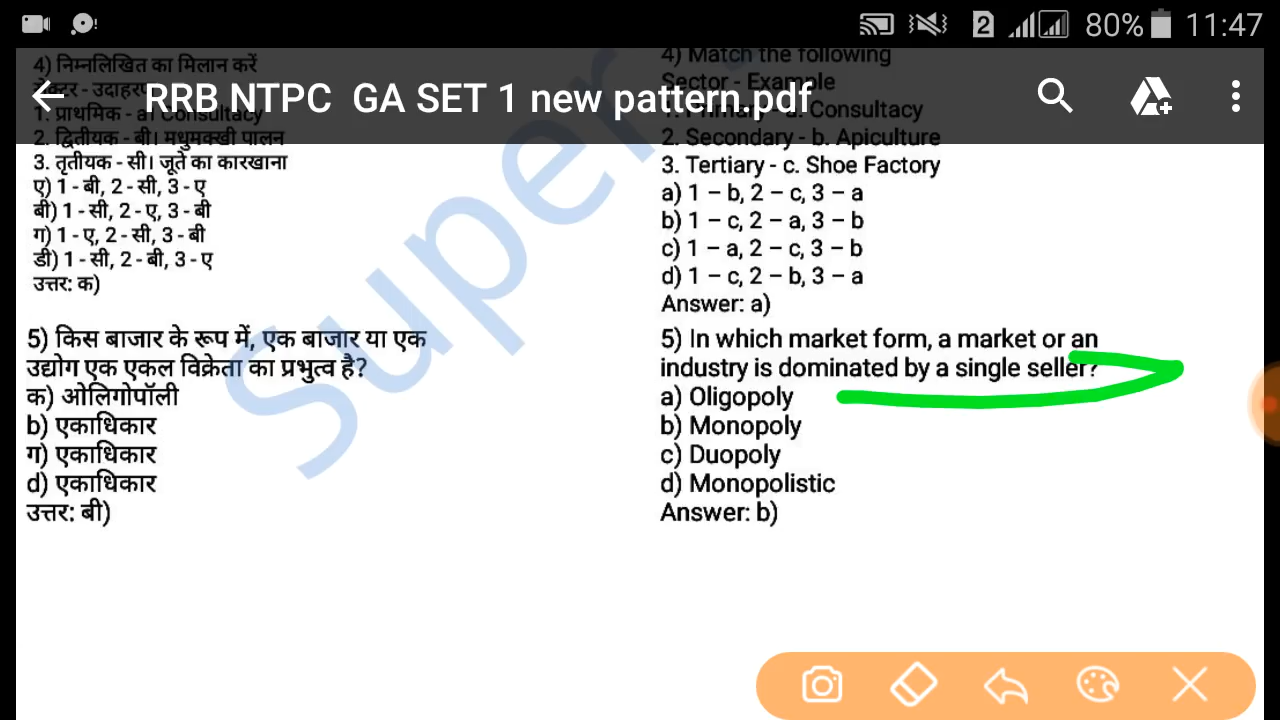 2 80% 11:47
RRB NTPC GA SET 1 new pattern.pdf
4) निम्नलिखित का मिलान करें
1. प्राथमिक - a। Consultacy
2. द्वितीयक - बी। मधुमक्खी पालन
3. तृतीयक - सी। जूते का कारखाना
ए) 1 - बी, 2 - सी, 3 - ए
बी) 1 - सी, 2 - ए, 3 - बी
ग) 1 - ए, 2 - सी, 3 - बी
डी) 1 - सी, 2 - बी, 3 - ए
उत्तर: क)
5) किस बाजार के रूप में, एक बाजार या एक
उद्योग एक एकल विक्रेता का प्रभुत्व है?
क) ओलिगोपॉली
b) एकाधिकार
ग) एकाधिकार
d) एकाधिकार
उत्तर: बी)
4) Match the following
Sector - Example
1. Primary - a. Consultacy
2. Secondary - b. Apiculture
3. Tertiary - c. Shoe Factory
a) 1 – b, 2 – c, 3 – a
b) 1 – c, 2 – a, 3 – b
c) 1 – a, 2 – c, 3 – b
d) 1 – c, 2 – b, 3 – a
Answer: a)
5) In which market form, a market or an
industry is dominated by a single seller?
a) Oligopoly
b) Monopoly
c) Duopoly
d) Monopolistic
Answer: b)
Super